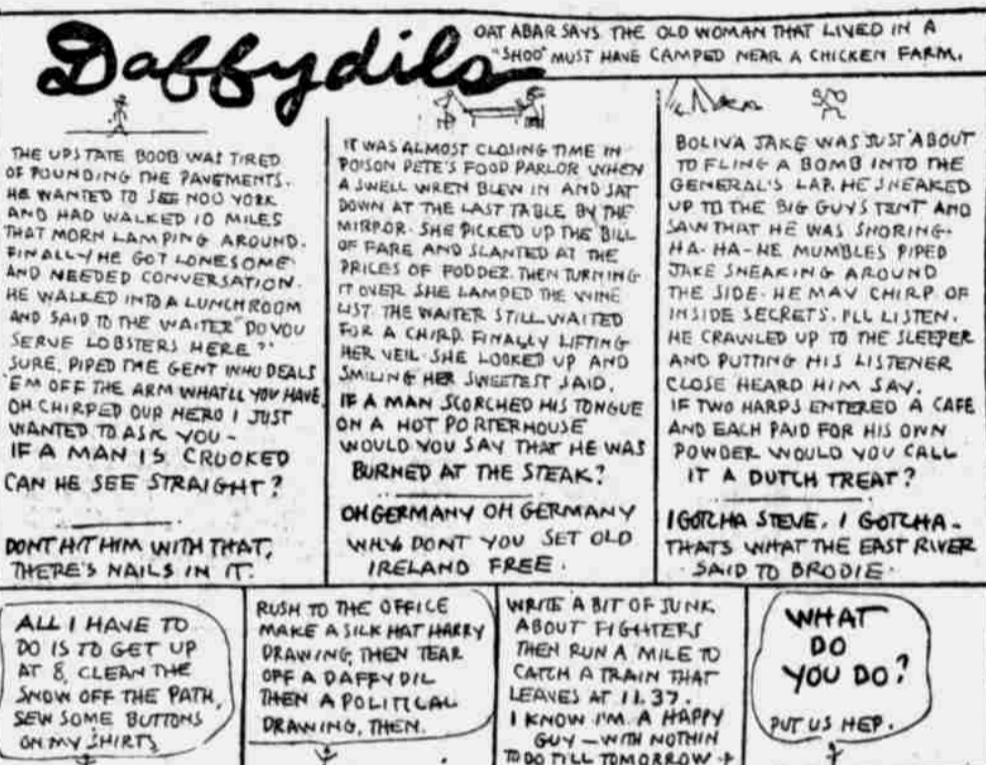 Daffydils
OAT ABAR SAYS THE OLD WOMAN THAT LIVED IN A
"SHOO" MUST HAVE CAMPED NEAR A CHICKEN FARM.
THE UPSTATE BOOB WAS TIRED
OF POUNDING THE PAVEMENTS.
HE WANTED TO SEE NOO YORK
AND HAD WALKED 10 MILES
THAT MORN LAMPING AROUND.
FINALLY HE GOT LONESOME
AND NEEDED CONVERSATION.
HE WALKED INTO A LUNCHROOM
AND SAID TO THE WAITER "DO YOU
SERVE LOBSTERS HERE?"
SURE, PIPED THE GENT WHO DEALS
'EM OFF THE ARM WHAT'LL YOU HAVE.
OH CHIRPED OUR HERO I JUST
WANTED TO ASK YOU-
IF A MAN IS CROOKED
CAN HE SEE STRAIGHT?
DONT HIT HIM WITH THAT,
THERE'S NAILS IN IT.
IT WAS ALMOST CLOSING TIME IN
POISON PETE'S FOOD PARLOR WHEN
A SWELL WREN BLEW IN AND SAT
DOWN AT THE LAST TABLE BY THE
MIRROR. SHE PICKED UP THE BILL
OF FARE AND SLANTED AT THE
PRICES OF FODDER. THEN TURNING
IT OVER SHE LAMPED THE WINE
LIST. THE WAITER STILL WAITED
FOR A CHIRP. FINALLY LIFTING
HER VEIL SHE LOOKED UP AND
SMILING HER SWEETEST SAID.
IF A MAN SCORCHED HIS TONGUE
ON A HOT PORTERHOUSE
WOULD YOU SAY THAT HE WAS
BURNED AT THE STEAK?
OH GERMANY OH GERMANY
WHY DONT YOU SET OLD
IRELAND FREE.
BOLIVA JAKE WAS JUST ABOUT
TO FLING A BOMB INTO THE
GENERAL'S LAP. HE SNEAKED
UP TO THE BIG GUYS TENT AND
SAW THAT HE WAS SNORING.
HA-HA-HE MUMBLES PIPED
JAKE SNEAKING AROUND
THE SIDE. HE MAY CHIRP OF
INSIDE SECRETS. I'LL LISTEN.
HE CRAWLED UP TO THE SLEEPER
AND PUTTING HIS LISTENER
CLOSE HEARD HIM SAY.
IF TWO HARPS ENTERED A CAFE
AND EACH PAID FOR HIS OWN
POWDER WOULD YOU CALL
IT A DUTCH TREAT?
I GOTCHA STEVE. I GOTCHA-
THATS WHAT THE EAST RIVER
SAID TO BRODIE.
ALL I HAVE TO
DO IS TO GET UP
AT 8, CLEAN THE
SNOW OFF THE PATH,
SEW SOME BUTTONS
ON MY SHIRTS
RUSH TO THE OFFICE
MAKE A SILK HAT HARRY
DRAWING, THEN TEAR
OFF A DAFFYDIL
THEN A POLITICAL
DRAWING, THEN.
WRITE A BIT OF JUNK
ABOUT FIGHTERS
THEN RUN A MILE TO
CATCH A TRAIN THAT
LEAVES AT 11.37.
I KNOW I'M A HAPPY
GUY - WITH NOTHIN
TO DO TILL TOMORROW
WHAT
DO
YOU DO?
PUT US HEP.